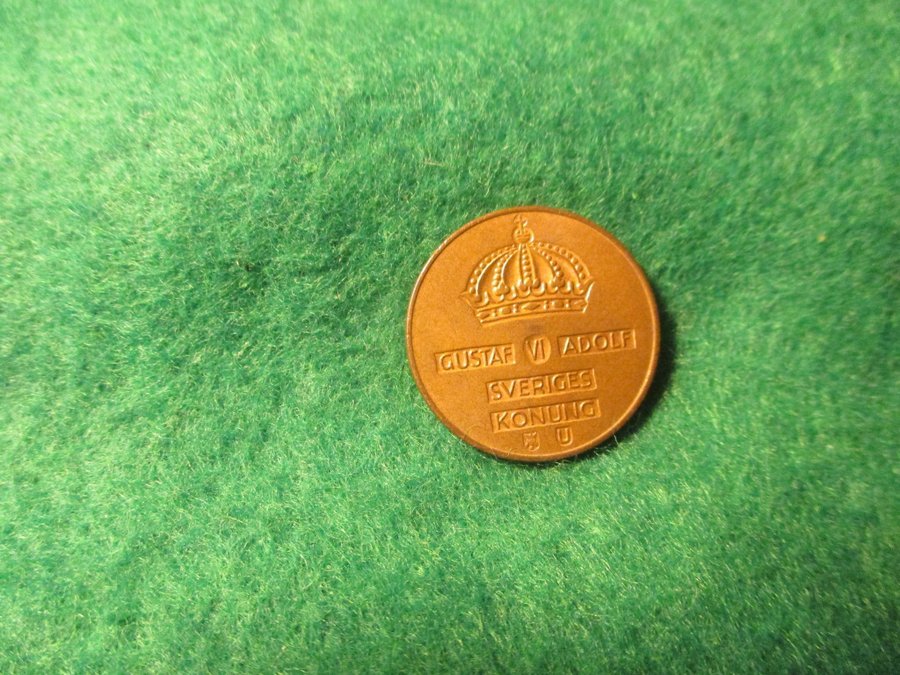 GUSTAF VI ADOLF
SVERIGES
KONUNG
U